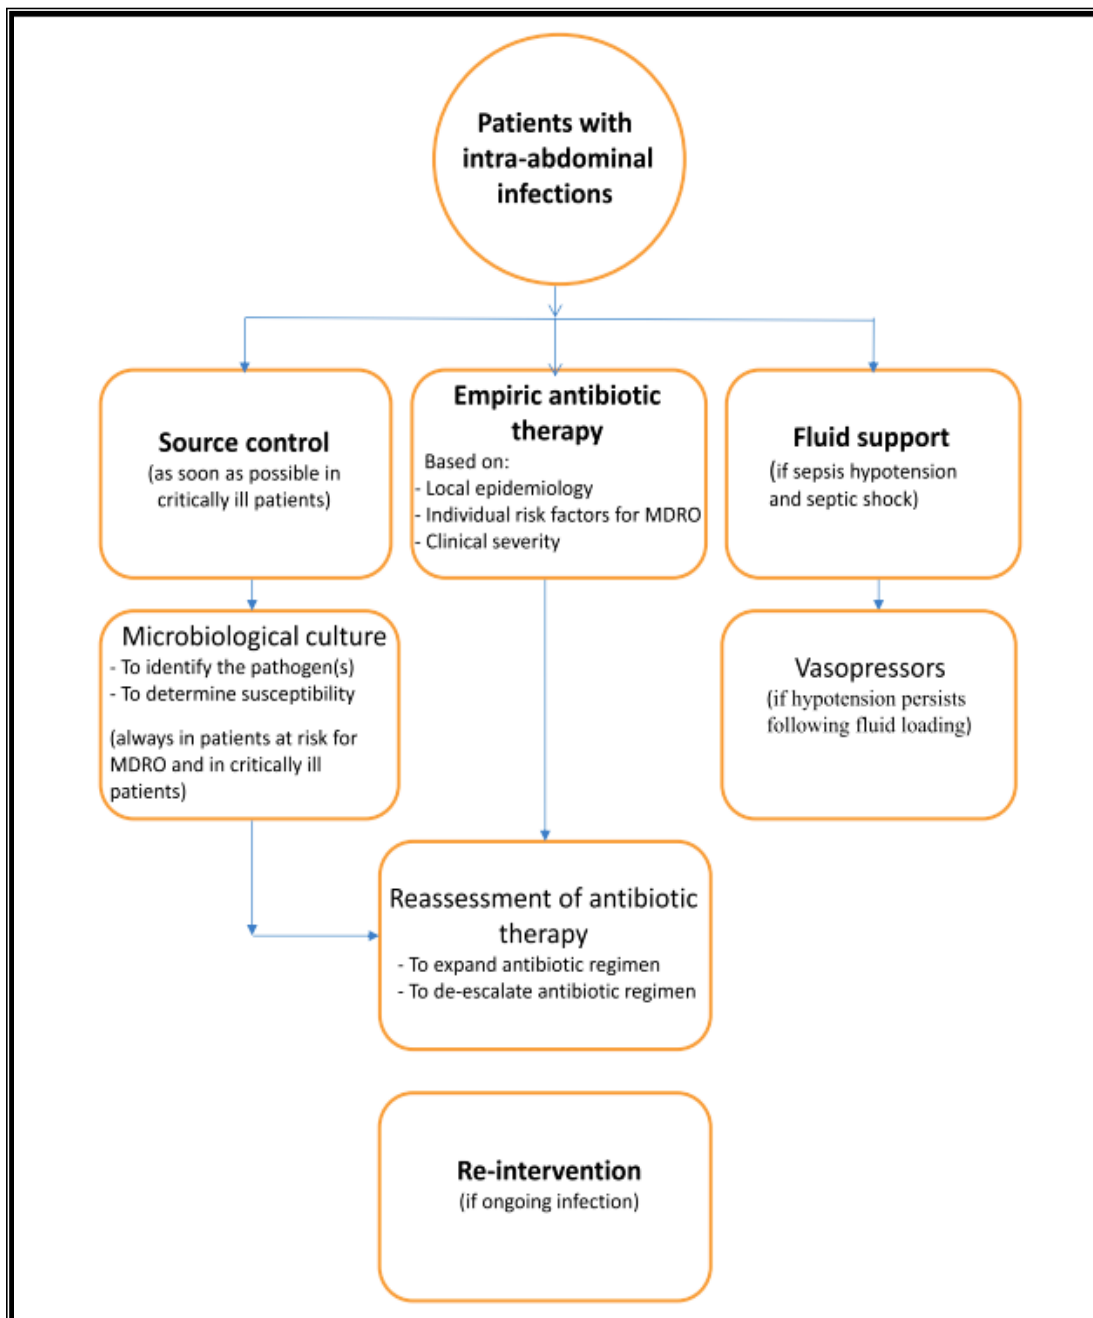 Patients with
intra-abdominal
infections
Source control
(as soon as possible in
critically ill patients)
Empiric antibiotic
therapy
Based on:
- Local epidemiology
- Individual risk factors for MDRO
- Clinical severity
Fluid support
(if sepsis hypotension
and septic shock)
Microbiological culture
- To identify the pathogen(s)
- To determine susceptibility
(always in patients at risk for
MDRO and in critically ill
patients)
Vasopressors
(if hypotension persists
following fluid loading)
Reassessment of antibiotic
therapy
- To expand antibiotic regimen
- To de-escalate antibiotic regimen
Re-intervention
(if ongoing infection)